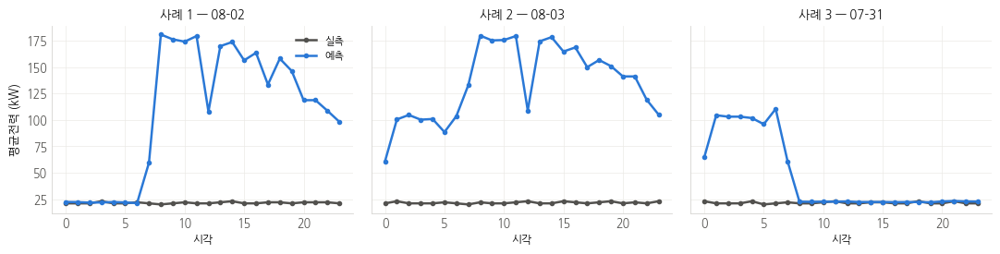 사례 1 — 08-02
사례 2 — 08-03
사례 3 — 07-31
평균전력 (kW)
실측
예측
175
150
125
100
75
50
25
0 5 10 15 20
0 5 10 15 20
0 5 10 15 20
시각
시각
시각